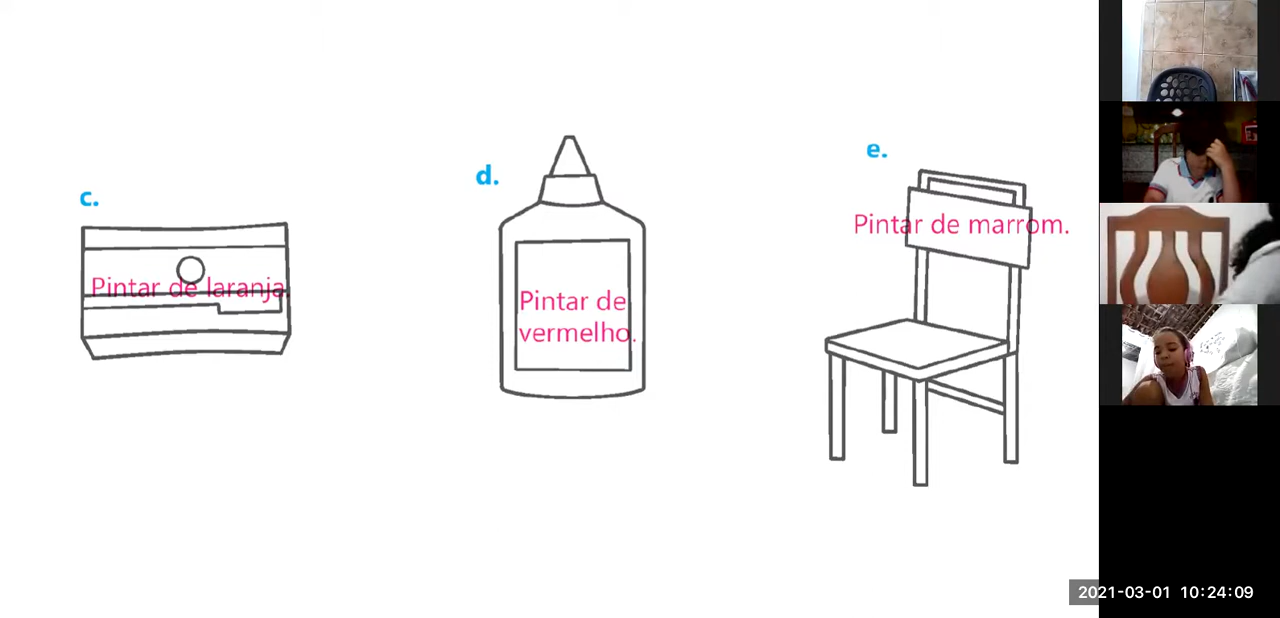 c.
Pintar de laranja.
d.
Pintar de
vermelho.
e.
Pintar de marrom.
2021-03-01 10:24:09